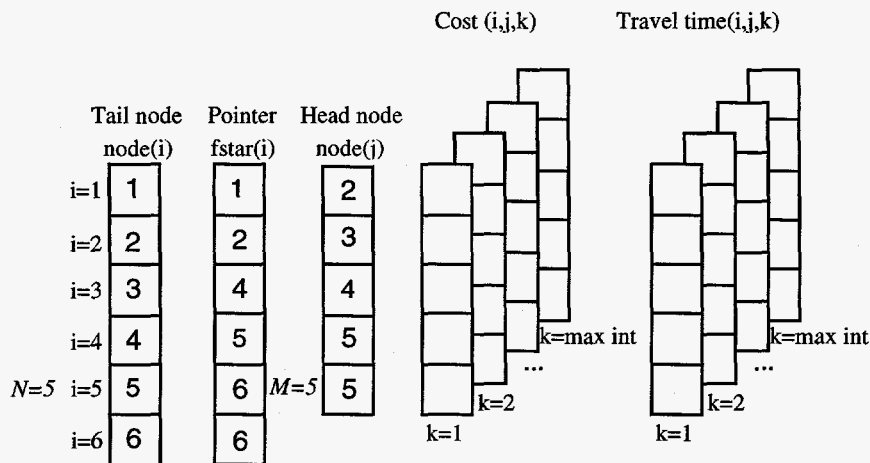 Cost (i,j,k) Travel time(i,j,k)
Tail node Pointer Head node
node(i) fstar(i) node(j)
i=1 1 1 2
i=2 2 2 3
i=3 3 4 4
i=4 4 5 5
k=max int k=max int
... ...
N=5 i=5 5 6 M=5 5
k=2 k=2
i=6 6 6 k=1 k=1